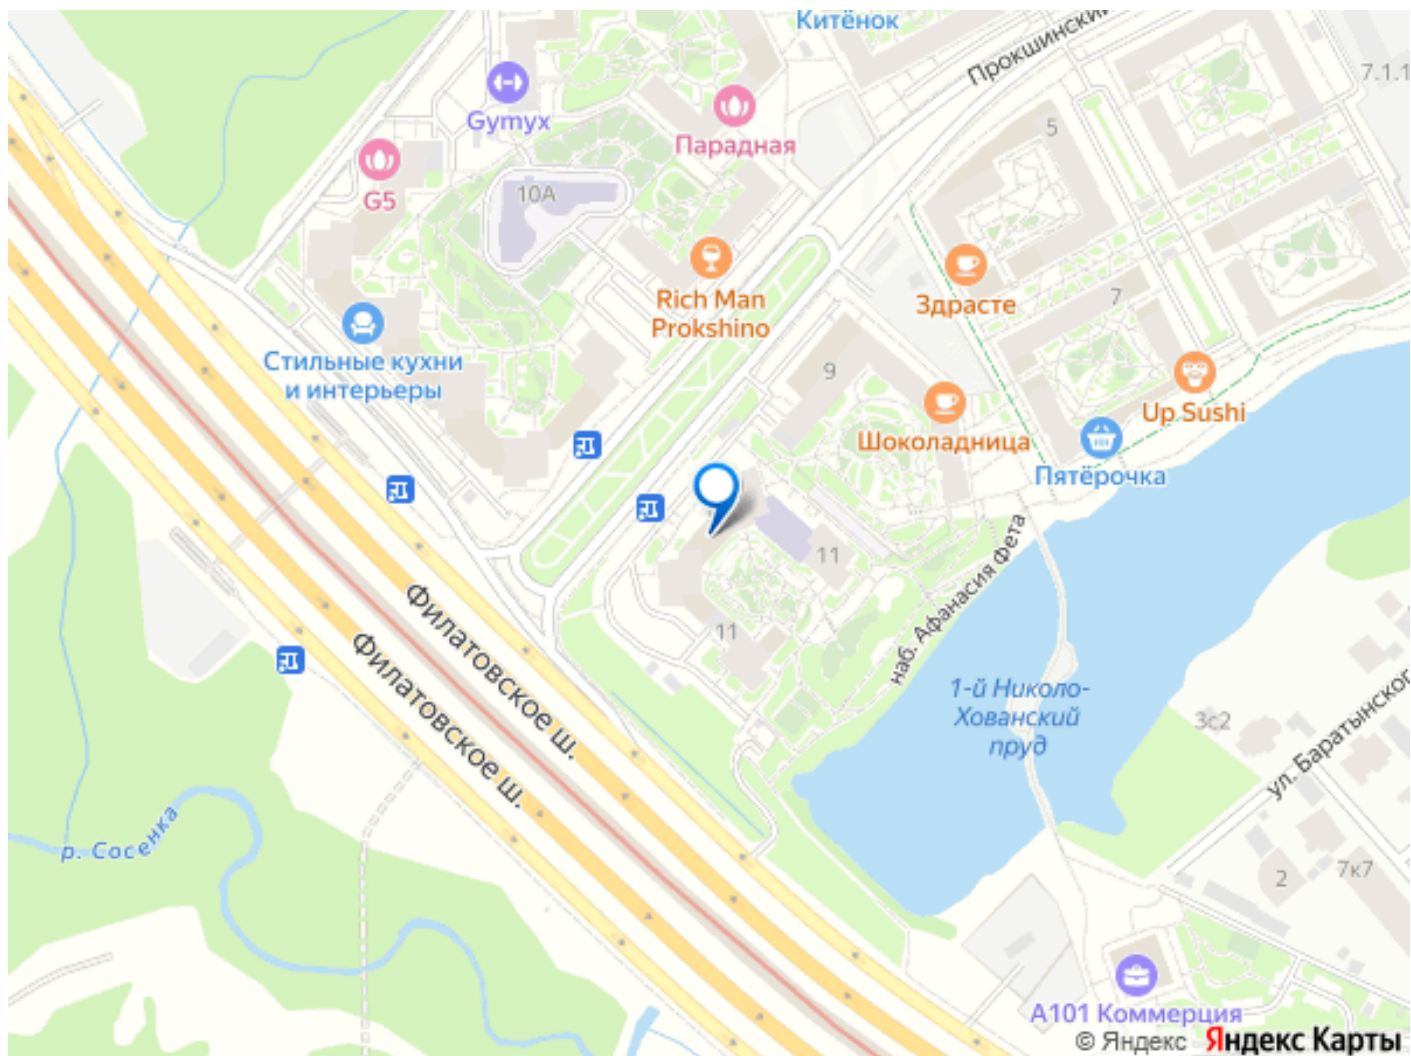 Китёнок
Прокшинский
7.1.1
Gymyx
Парадная
5
G5
10А
Rich Man
Prokshino
Здрасте
7
Стильные кухни
и интерьеры
9
Up Sushi
Шоколадница
Пятёрочка
11
наб. Афанасия Фета
11
Филатовское ш.
Филатовское ш.
1-й Николо-
Хованский
пруд
3с2
ул. Баратынского
р. Сосенка
2
7к7
А101 Коммерция
© Яндекс Яндекс Карты